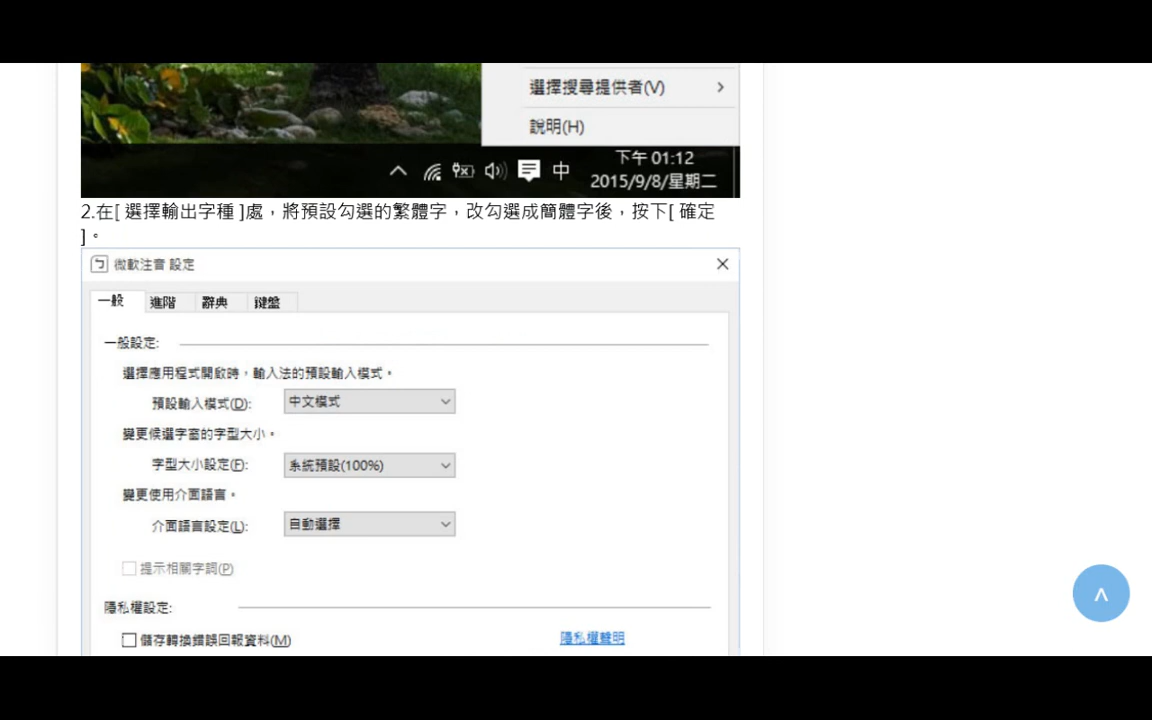 選擇搜尋提供者(V)
說明(H)
中
下午 01:12
2015/9/8/星期二
2.在[ 選擇輸出字種 ]處，將預設勾選的繁體字，改勾選成簡體字後，按下[ 確定
]。
微軟注音 設定
一般 進階 辭典 鍵盤
一般設定:
選擇應用程式開啟時，輸入法的預設輸入模式。
預設輸入模式(D): 中文模式
變更候選字窗的字型大小。
字型大小設定(F): 系統預設(100%)
變更使用介面語言。
介面語言設定(L): 自動選擇
提示相關字詞(P)
隱私權設定:
儲存轉換錯誤回報資料(M) 隱私權聲明